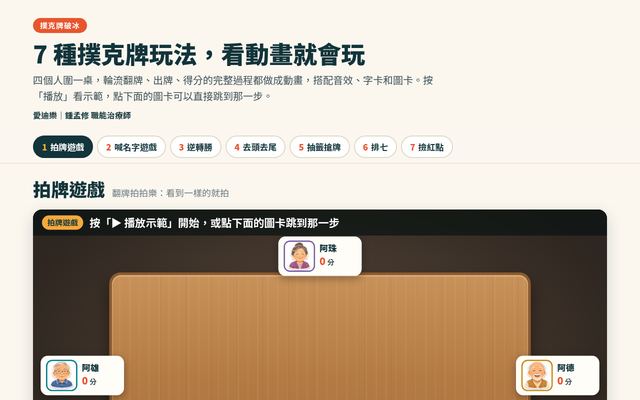 撲克牌破冰
7 種撲克牌玩法，看動畫就會玩
四個人圍一桌，輪流翻牌、出牌、得分的完整過程都做成動畫，搭配音效、字卡和圖卡。按
「播放」看示範，點下面的圖卡可以直接跳到那一步。
愛迪樂｜鍾孟修 職能治療師
1 拍牌遊戲
2 喊名字遊戲
3 逆轉勝
4 去頭去尾
5 抽籤搶牌
6 排七
7 撿紅點
拍牌遊戲 翻牌拍拍樂：看到一樣的就拍
拍牌遊戲 按「▶ 播放示範」開始，或點下面的圖卡跳到那一步
阿珠
0 分
阿雄
0 分
阿德
0 分